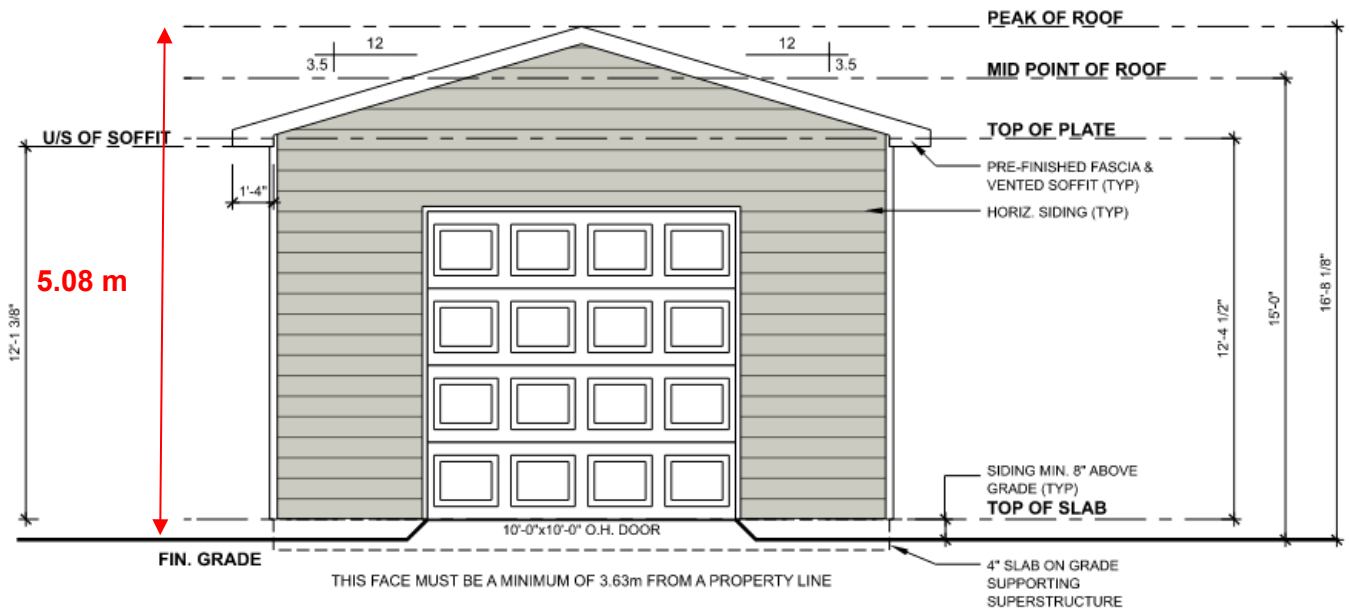 PEAK OF ROOF
12
3.5
12
3.5
MID POINT OF ROOF
U/S OF SOFFIT
TOP OF PLATE
PRE-FINISHED FASCIA &
VENTED SOFFIT (TYP)
1'-4"
HORIZ. SIDING (TYP)
5.08 m
12'-1 3/8"
12'-4 1/2"
15'-0"
16'-8 1/8"
SIDING MIN. 8" ABOVE
GRADE (TYP)
TOP OF SLAB
10'-0"x10'-0" O.H. DOOR
FIN. GRADE
THIS FACE MUST BE A MINIMUM OF 3.63m FROM A PROPERTY LINE
4" SLAB ON GRADE
SUPPORTING
SUPERSTRUCTURE